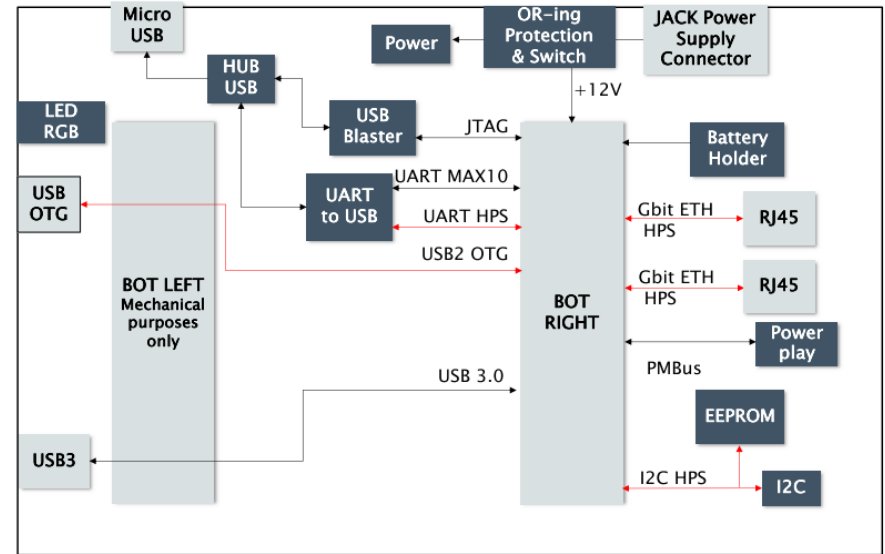 Micro
USB
OR-ing
Protection
& Switch
JACK Power
Supply
Connector
Power
HUB
USB
+12V
LED
RGB
USB
Blaster
JTAG
Battery
Holder
UART MAX10
USB
OTG
UART
to USB
UART HPS
Gbit ETH
HPS
RJ45
USB2 OTG
Gbit ETH
HPS
RJ45
BOT LEFT
Mechanical
purposes
only
BOT
RIGHT
Power
play
PMBus
USB 3.0
EEPROM
USB3
I2C HPS
I2C